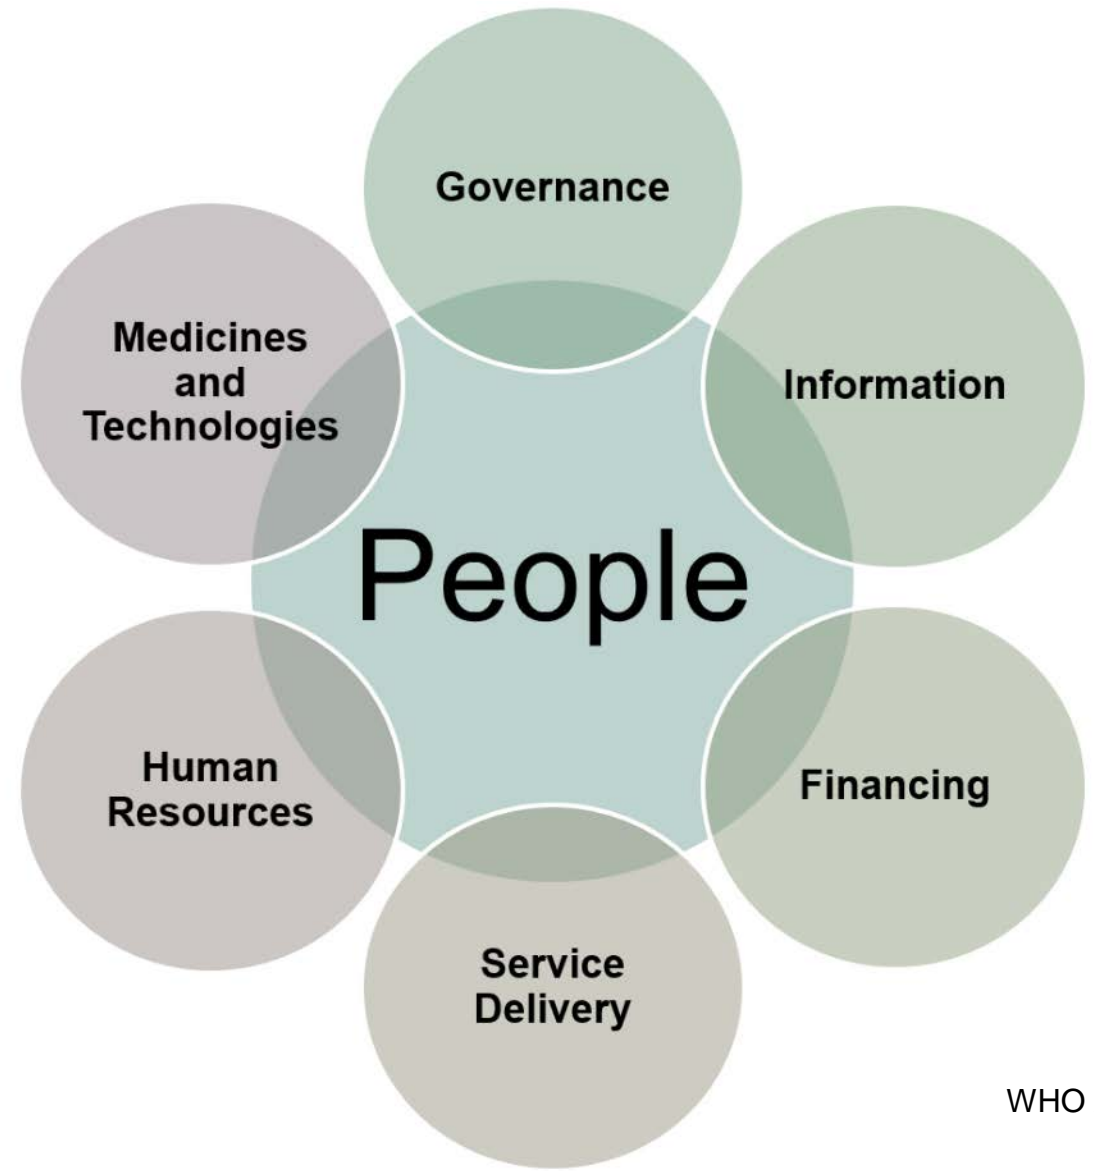 Governance
Information
Financing
Service
Delivery
Human
Resources
Medicines
and
Technologies
People
WHO